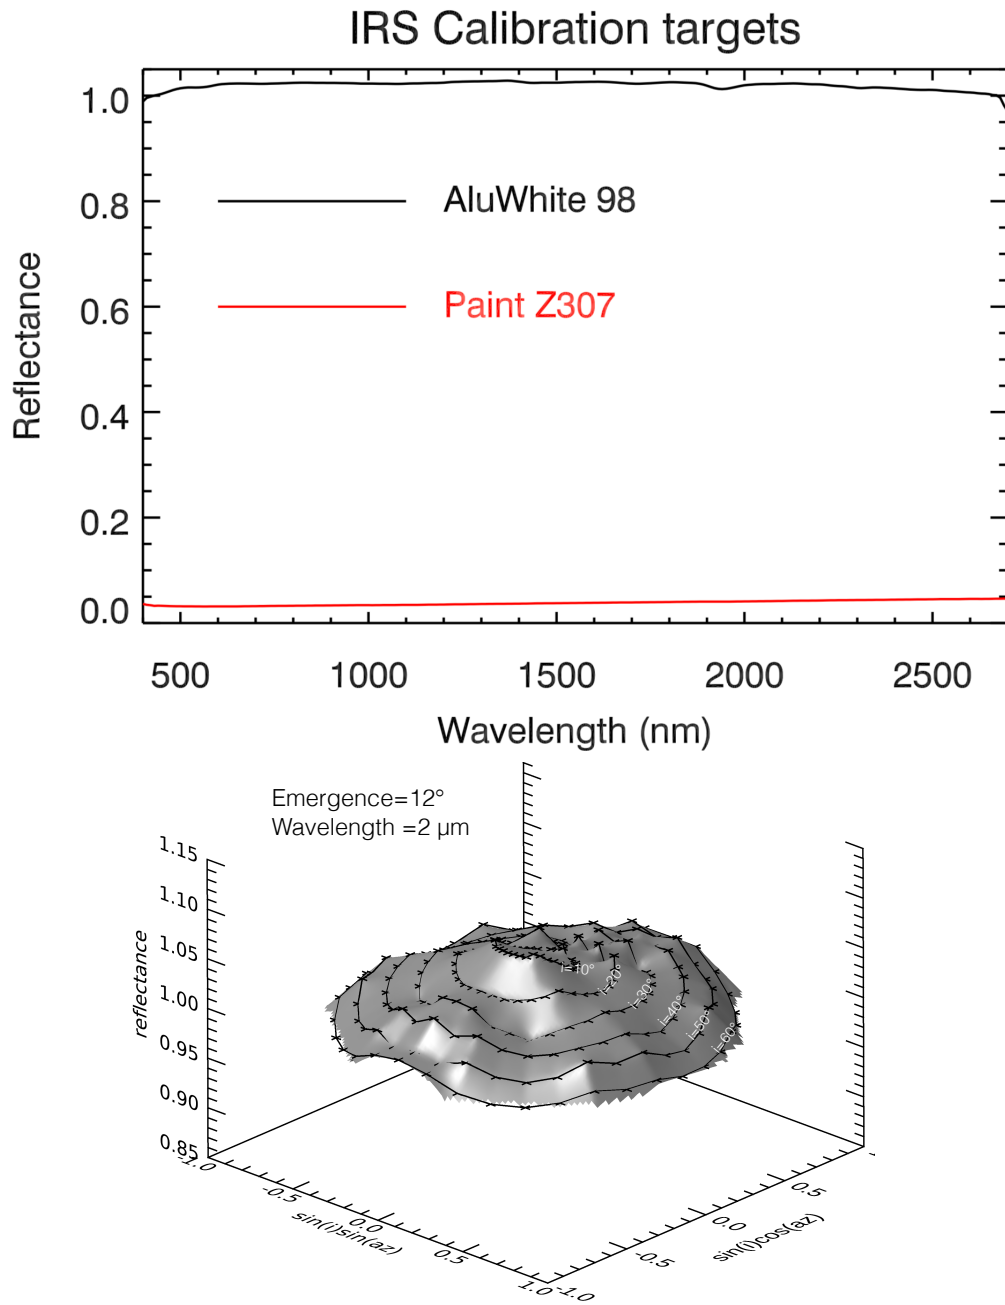 IRS Calibration targets
1.0
0.8
0.6
0.4
0.2
0.0
Reflectance
AluWhite 98
Paint Z307
500 1000 1500 2000 2500
Wavelength (nm)
Emergence=12°
Wavelength =2 µm
1.15
1.10
1.05
1.00
0.95
0.90
0.85
reflectance
i=10°
i=20°
i=30°
i=40°
i=50°
i=60°
-1.0 -0.5 0.0 0.5 1.0
sin(i)sin(az)
-1.0 -0.5 0.0 0.5
sin(i)cos(az)